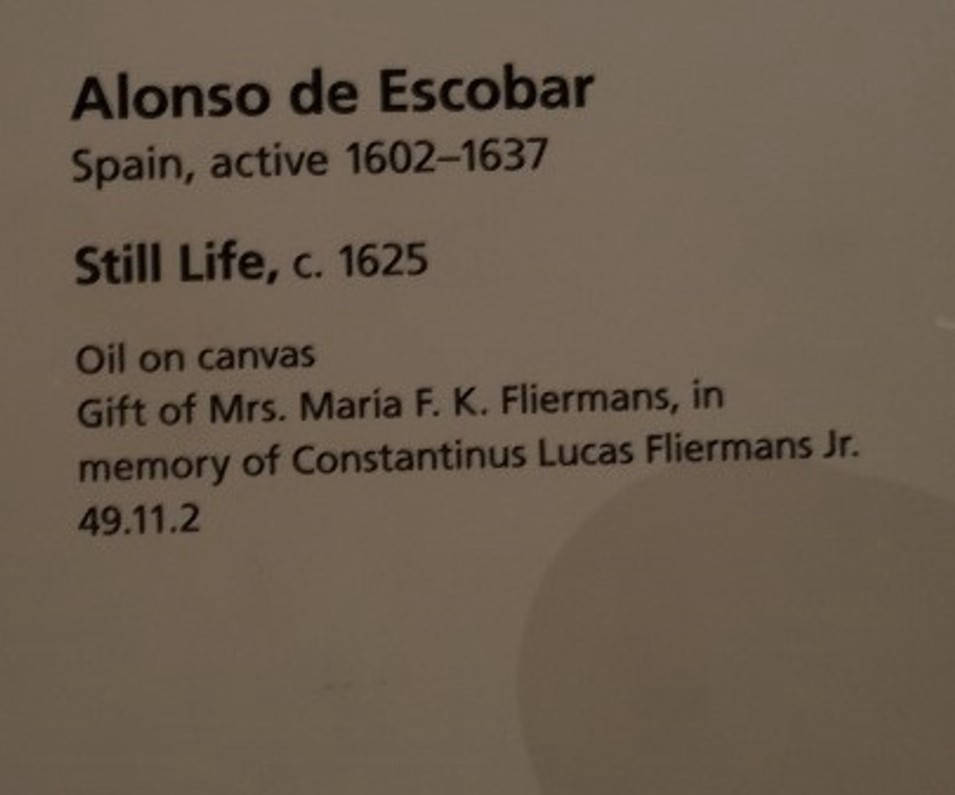 Alonso de Escobar
Spain, active 1602–1637
Still Life, c. 1625
Oil on canvas
Gift of Mrs. Maria F. K. Fliermans, in
memory of Constantinus Lucas Fliermans Jr.
49.11.2